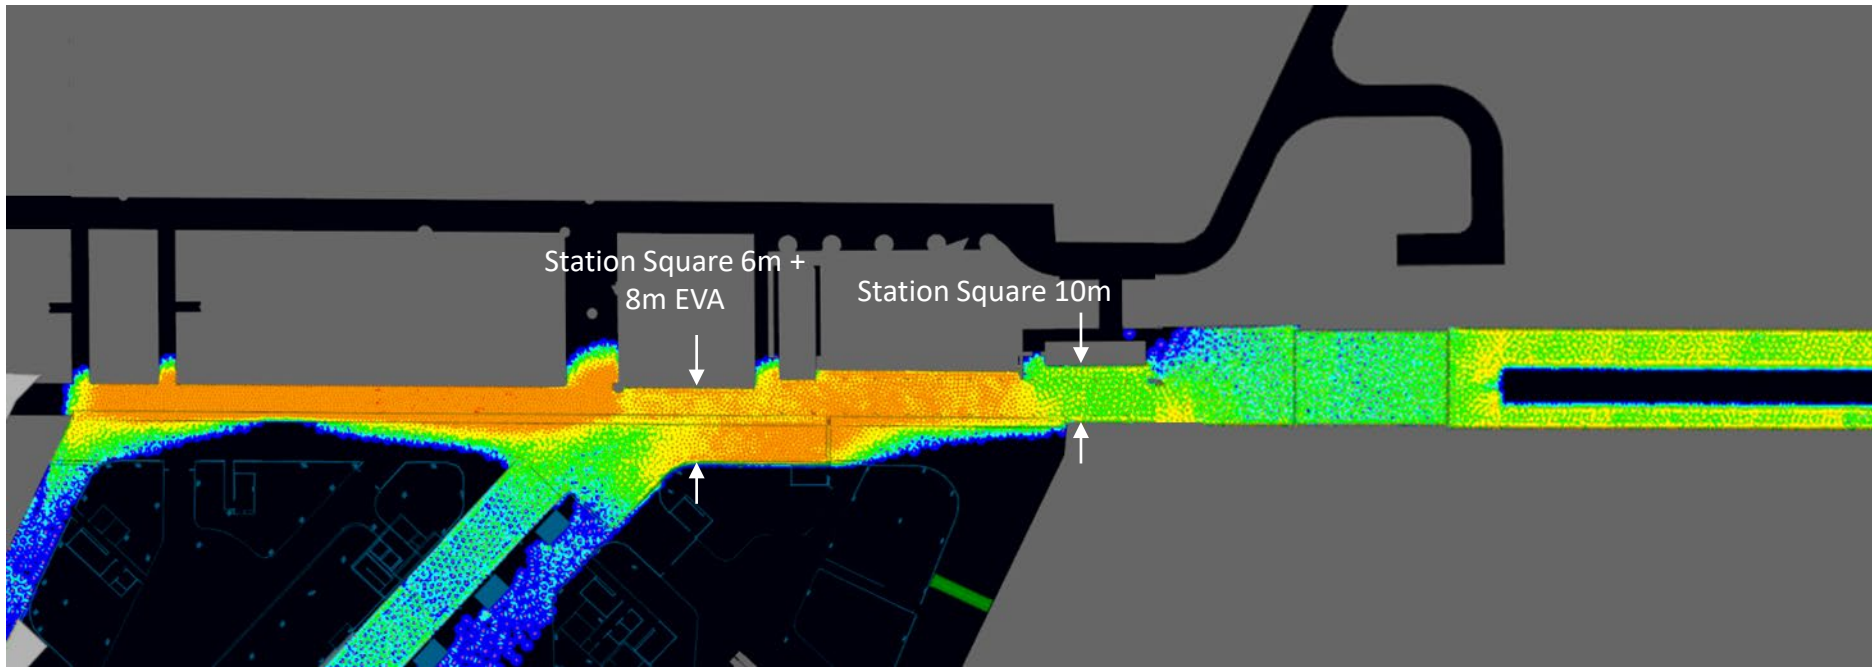 Station Square 6m +
8m EVA
Station Square 10m